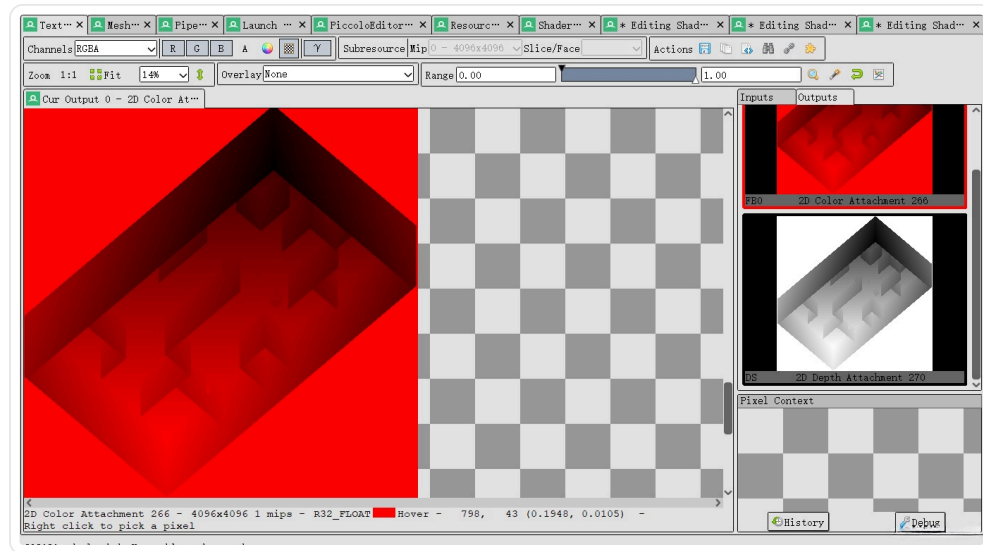 Text··· × Mesh··· × Pipe··· × Launch ··· × PiccoloEditor··· × Resourc··· × Shader··· × * Editing Shad··· × * Editing Shad··· × * Editing Shad··· ×
Channels RGBA R G B A γ Subresource Mip 0 - 4096x4096 Slice/Face Actions
Zoom 1:1 Fit 14% Overlay None Range 0.00 1.00
Cur Output 0 - 2D Color At···
Inputs Outputs
FB0 2D Color Attachment 266
DS 2D Depth Attachment 270
Pixel Context
2D Color Attachment 266 - 4096x4096 1 mips - R32_FLOAT Hover - 798, 43 (0.1948, 0.0105) -
Right click to pick a pixel
History Debug